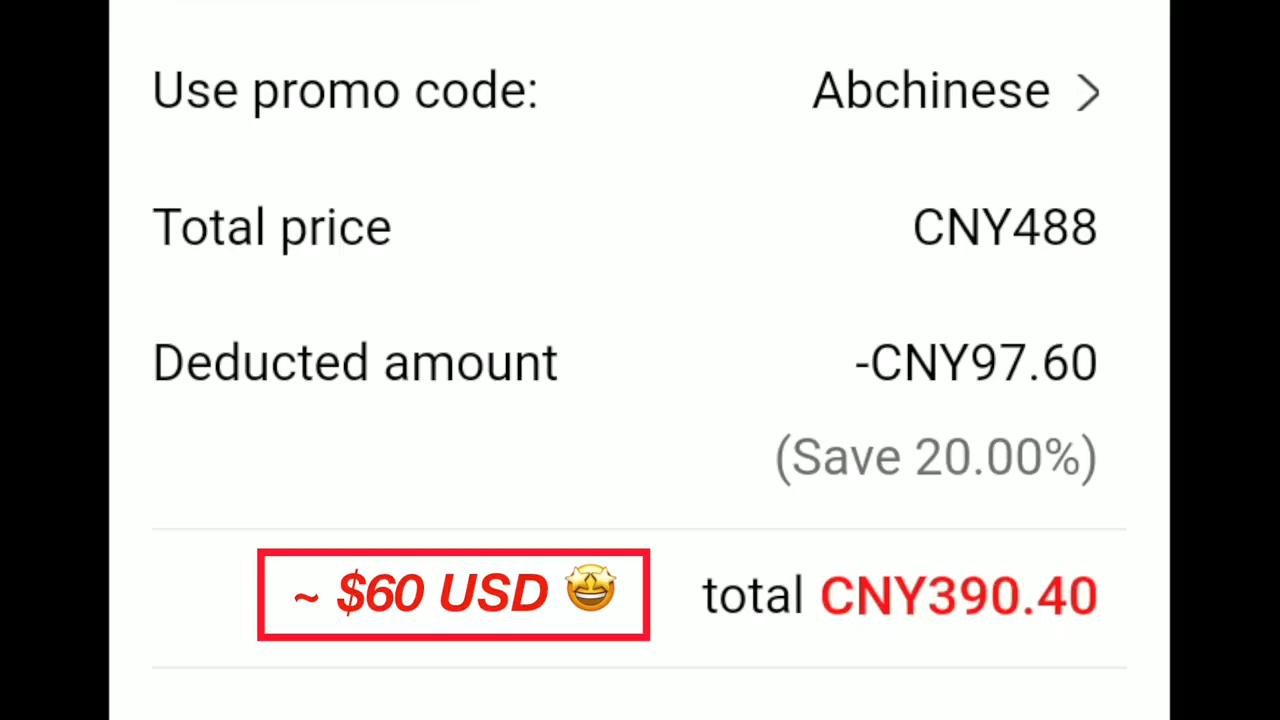 Use promo code: Abchinese >
Total price CNY488
Deducted amount -CNY97.60
(Save 20.00%)
~ $60 USD 🤩 total CNY390.40